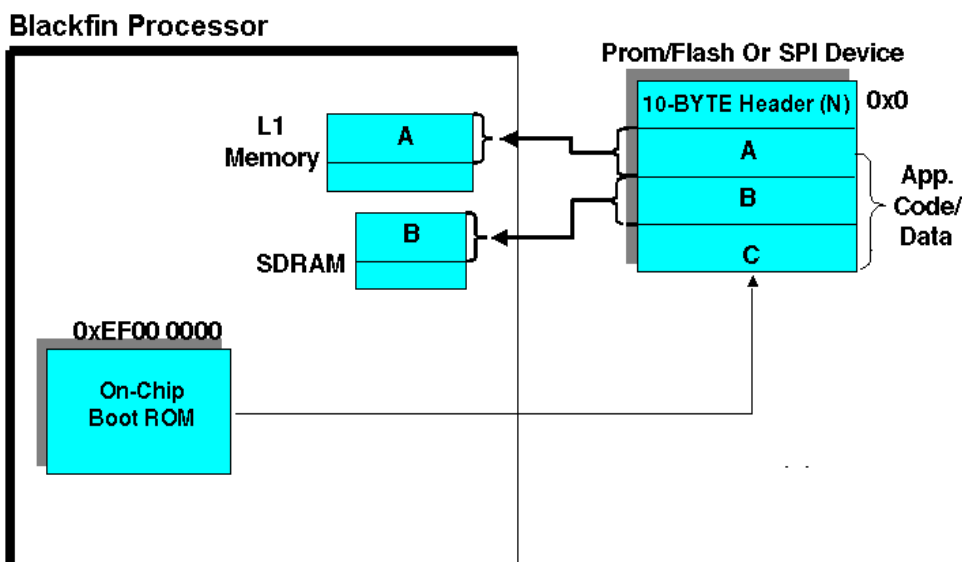 Blackfin Processor
Prom/Flash Or SPI Device
10-BYTE Header (N)
0x0
L1
Memory
A
A
App.
Code/
Data
B
SDRAM
B
C
0xEF00 0000
On-Chip
Boot ROM